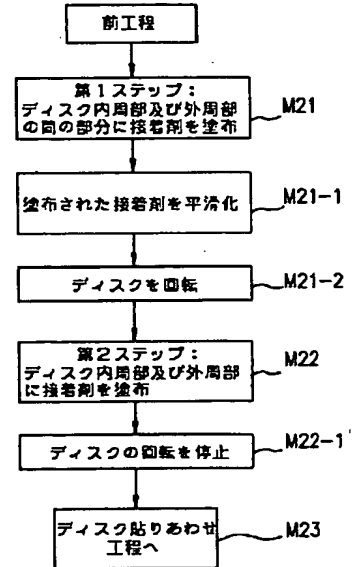 前工程
第1ステップ:
ディスク内周部及び外周部
の間の部分に接着剤を塗布
M21
塗布された接着剤を平滑化
M21-1
ディスクを回転
M21-2
第2ステップ:
ディスク内周部及び外周部
に接着剤を塗布
M22
ディスクの回転を停止
M22-1
ディスク貼りあわせ
工程へ
M23